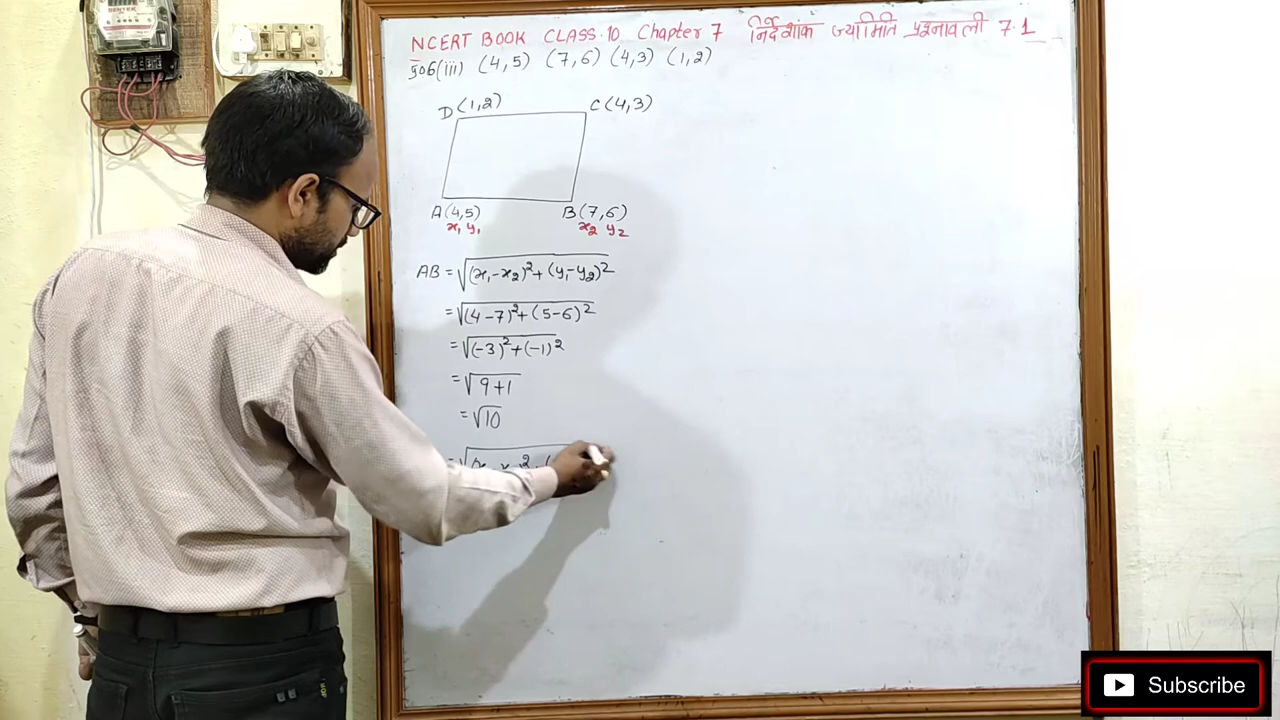 NCERT BOOK CLASS 10 Chapter 7 निर्देशांक ज्यामिति प्रश्नावली 7.1
प्र०6(iii) (4,5) (7,6) (4,3) (1,2)
D(1,2) C(4,3)
A(4,5) B(7,6)
x₁ y₁ x₂ y₂
AB = √(x₁-x₂)²+(y₁-y₂)²
= √(4-7)²+(5-6)²
= √(-3)²+(-1)²
= √9+1
= √10
Subscribe